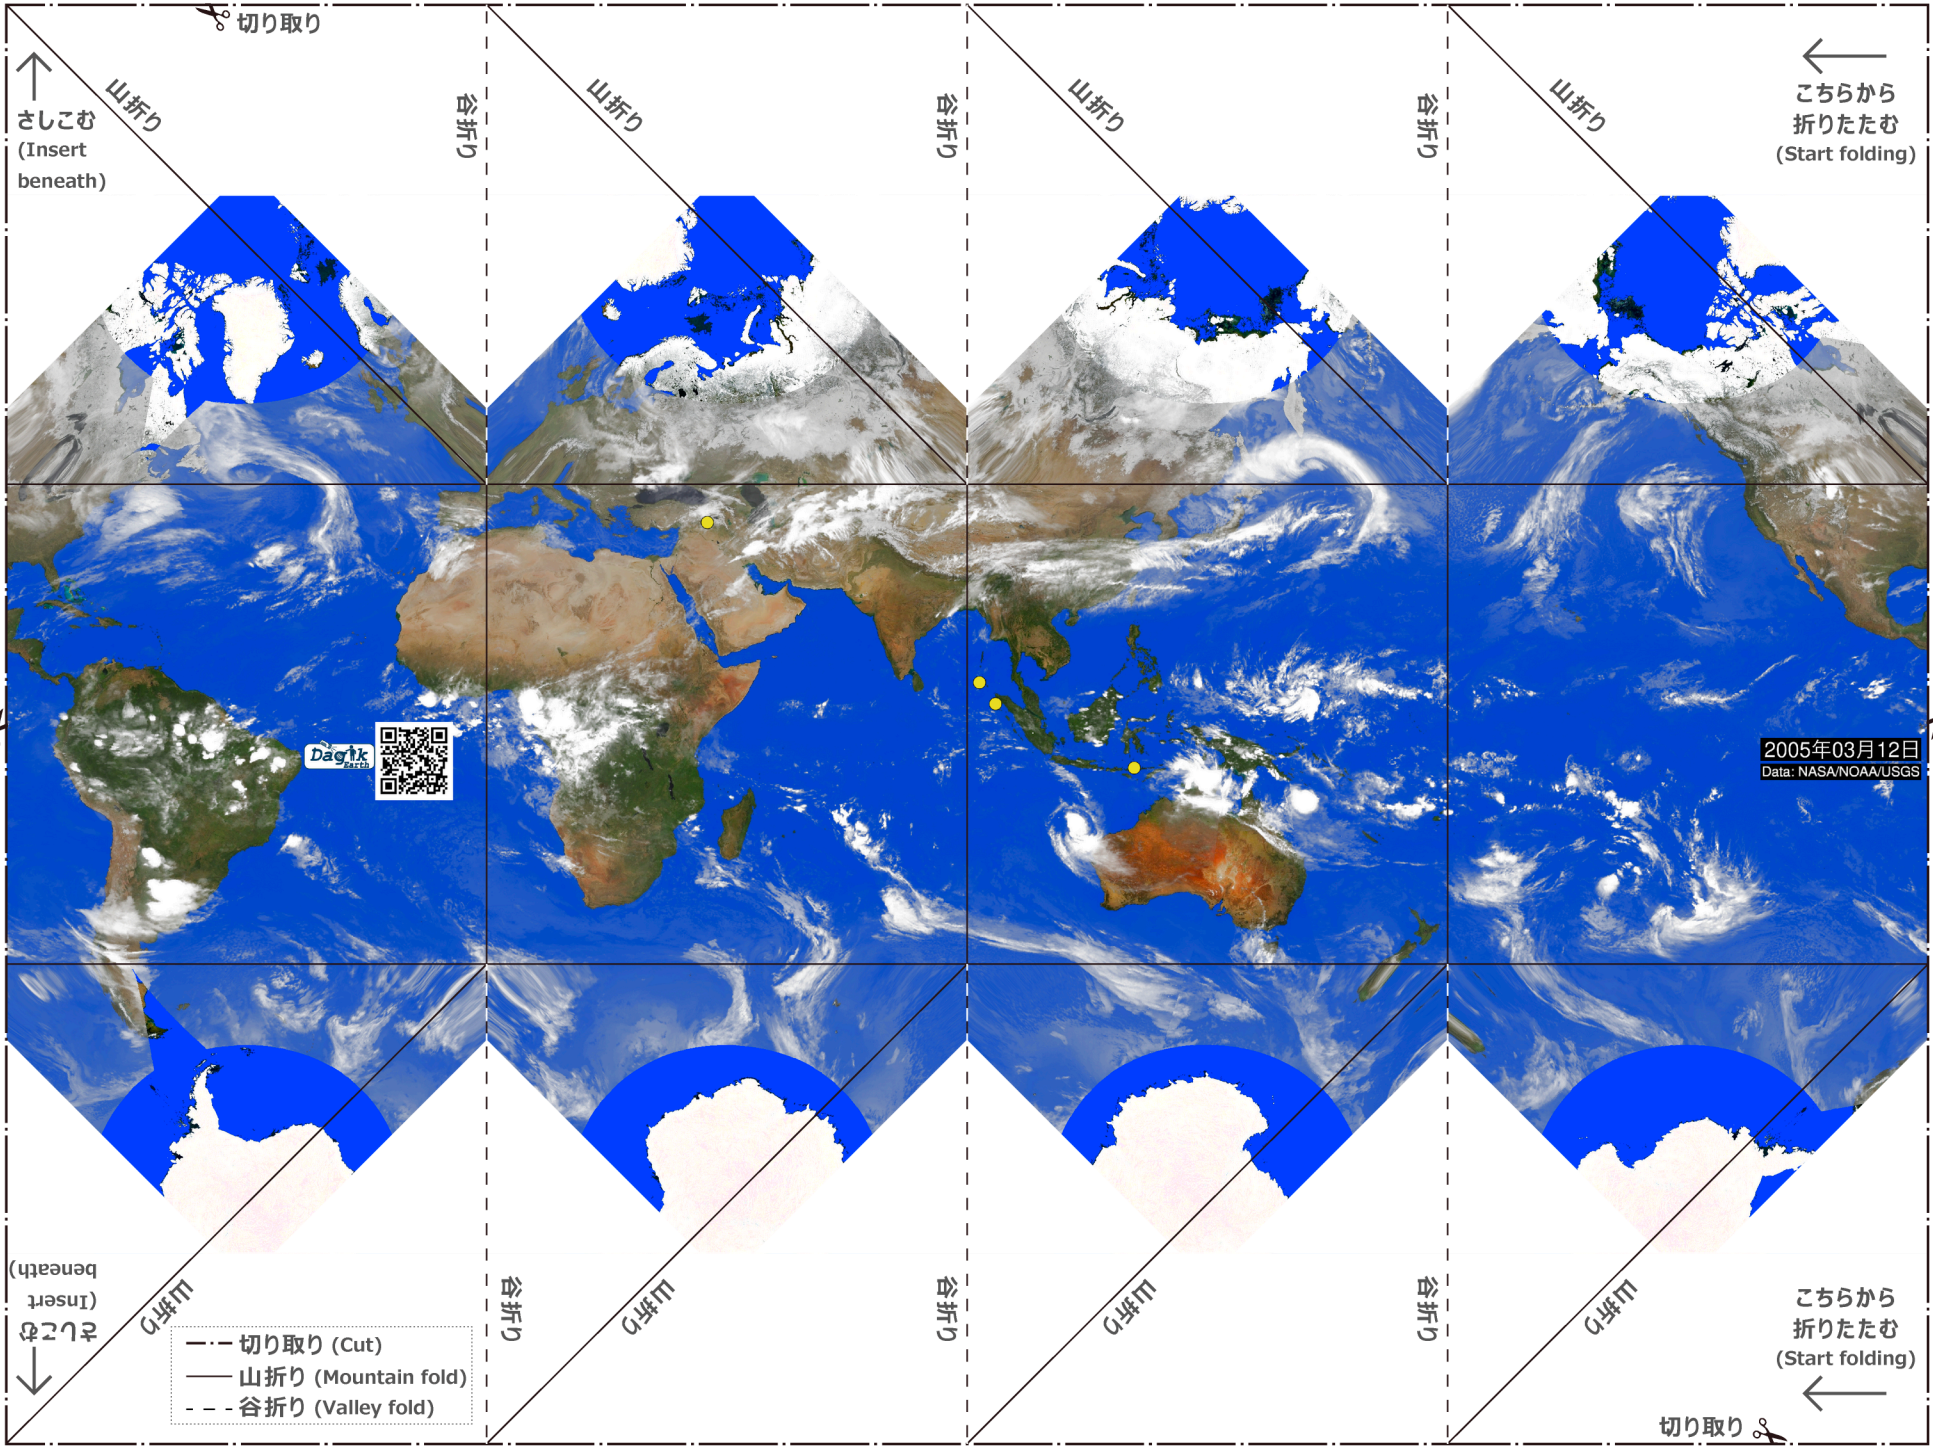 切り取り
山折り
谷折り
山折り
谷折り
山折り
谷折り
山折り
さしこむ
(Insert
beneath)
こちらから
折りたたむ
(Start folding)
Dagik
Earth
2005年03月12日
Data: NASA/NOAA/USGS
さしこむ
(Insert
beneath)
山折り
谷折り
山折り
谷折り
山折り
谷折り
山折り
こちらから
折りたたむ
(Start folding)
切り取り (Cut)
山折り (Mountain fold)
谷折り (Valley fold)
切り取り